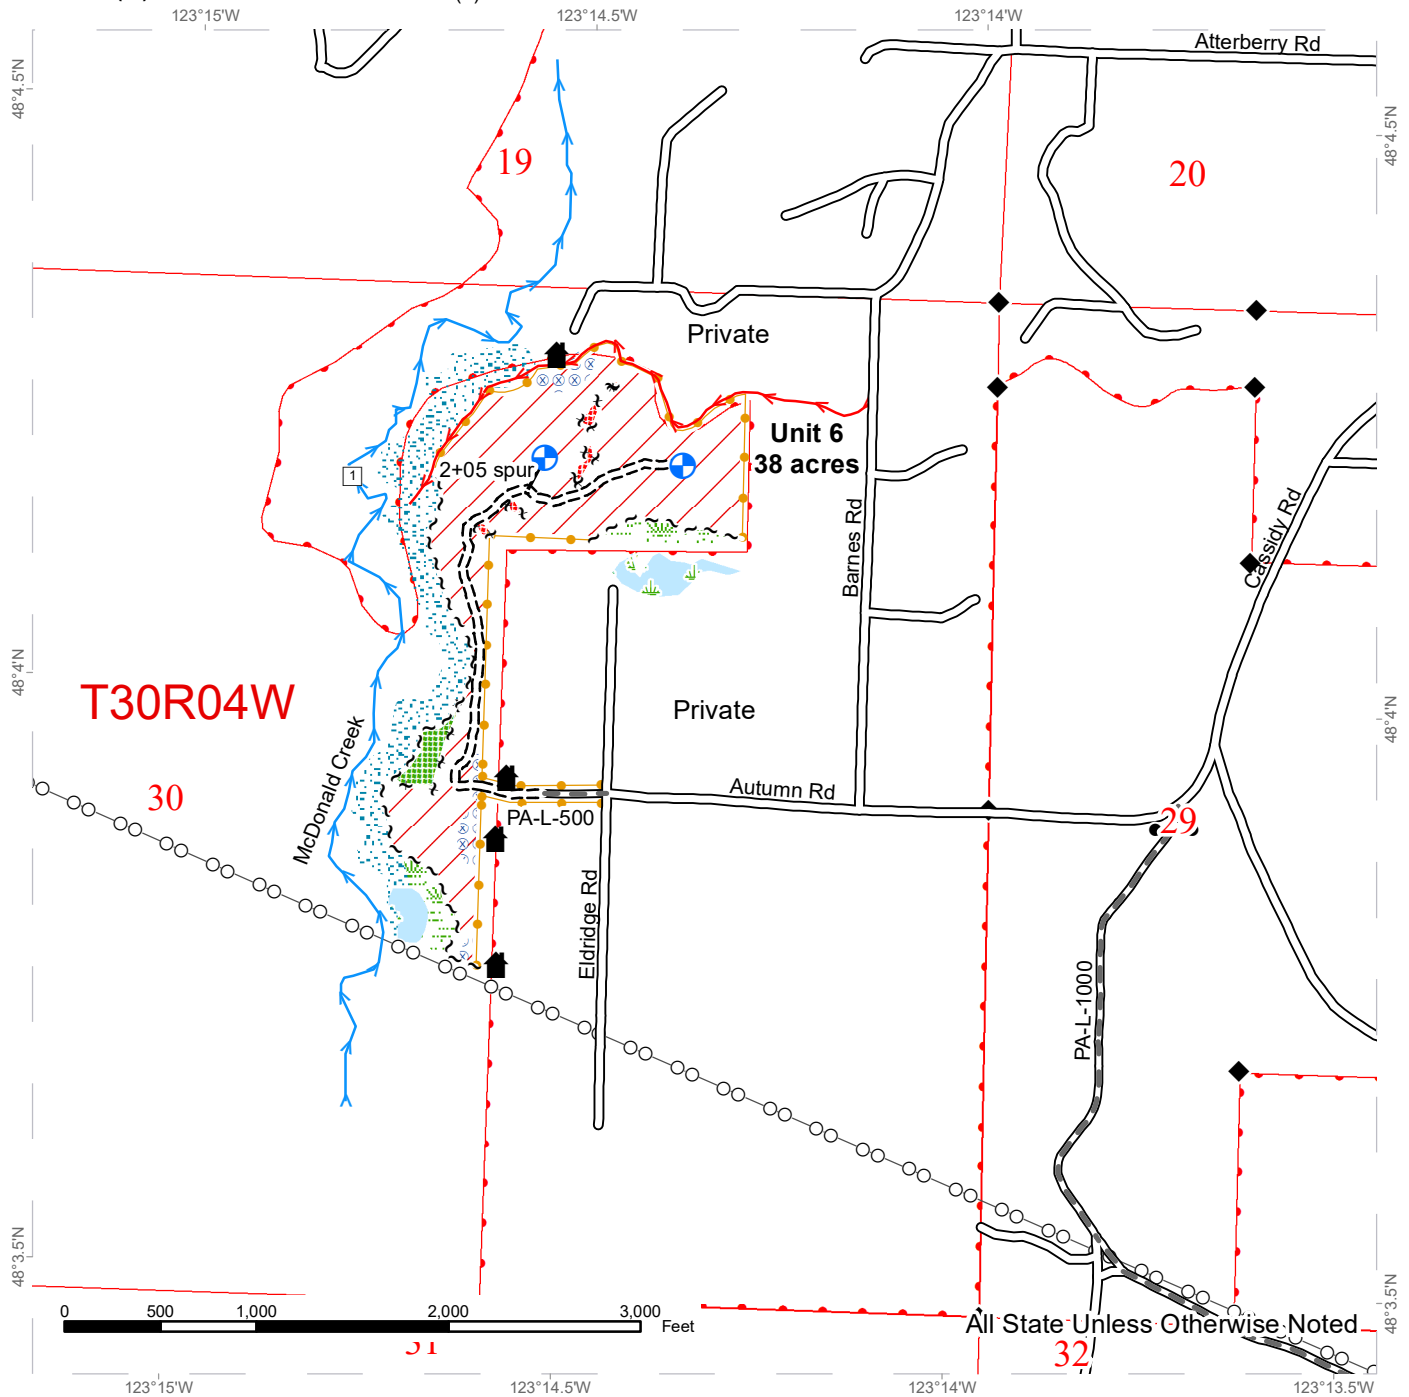 123°15'W
123°14.5'W
123°14'W
Atterberry Rd
48°4.5'N
48°4.5'N
19
20
Private
Unit 6
38 acres
2+05 spur
1
Barnes Rd
Cassidy Rd
48°4'N
48°4'N
T30R04W
Private
McDonald Creek
30
Autumn Rd
29
PA-L-500
Eldridge Rd
PA-L-1000
48°3.5'N
48°3.5'N
0 500 1,000 2,000 3,000
Feet
All State Unless Otherwise Noted
32
123°15'W
123°14.5'W
123°14'W
123°13.5'W